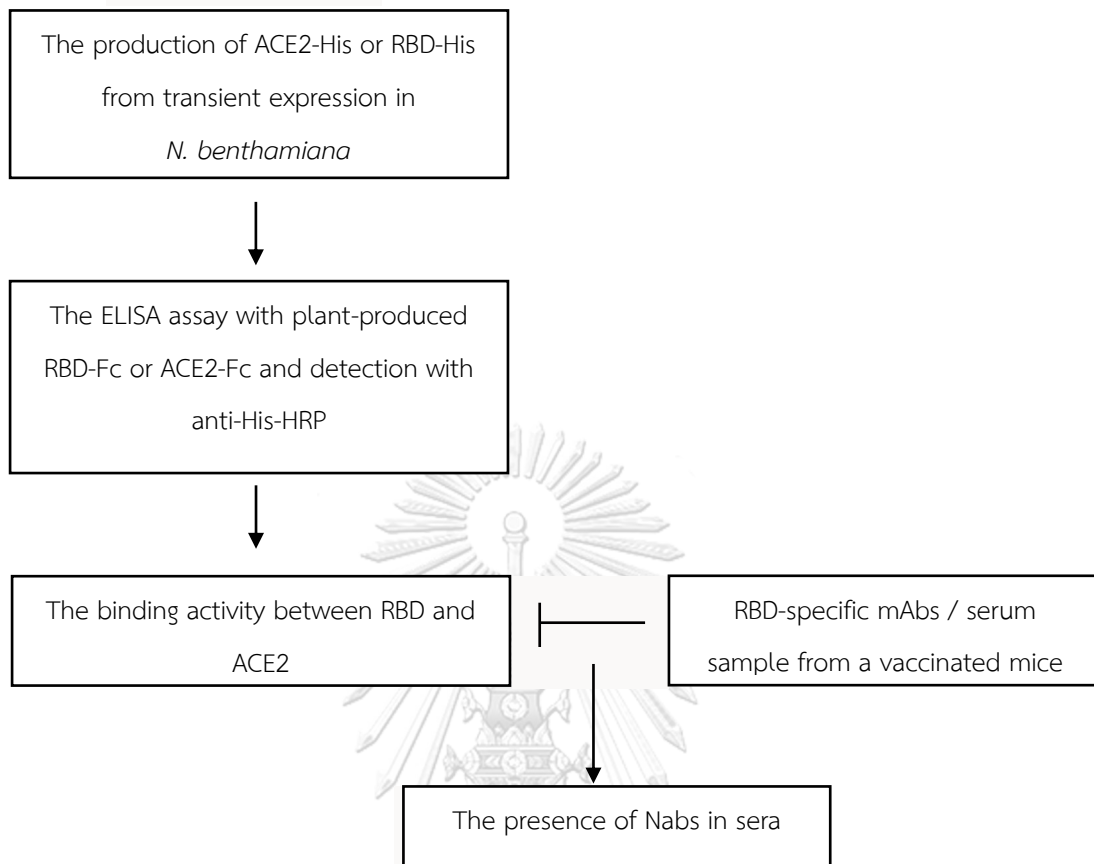 The production of ACE2-His or RBD-His
from transient expression in
N. benthamiana
The ELISA assay with plant-produced
RBD-Fc or ACE2-Fc and detection with
anti-His-HRP
The binding activity between RBD and
ACE2
RBD-specific mAbs / serum
sample from a vaccinated mice
The presence of Nabs in sera